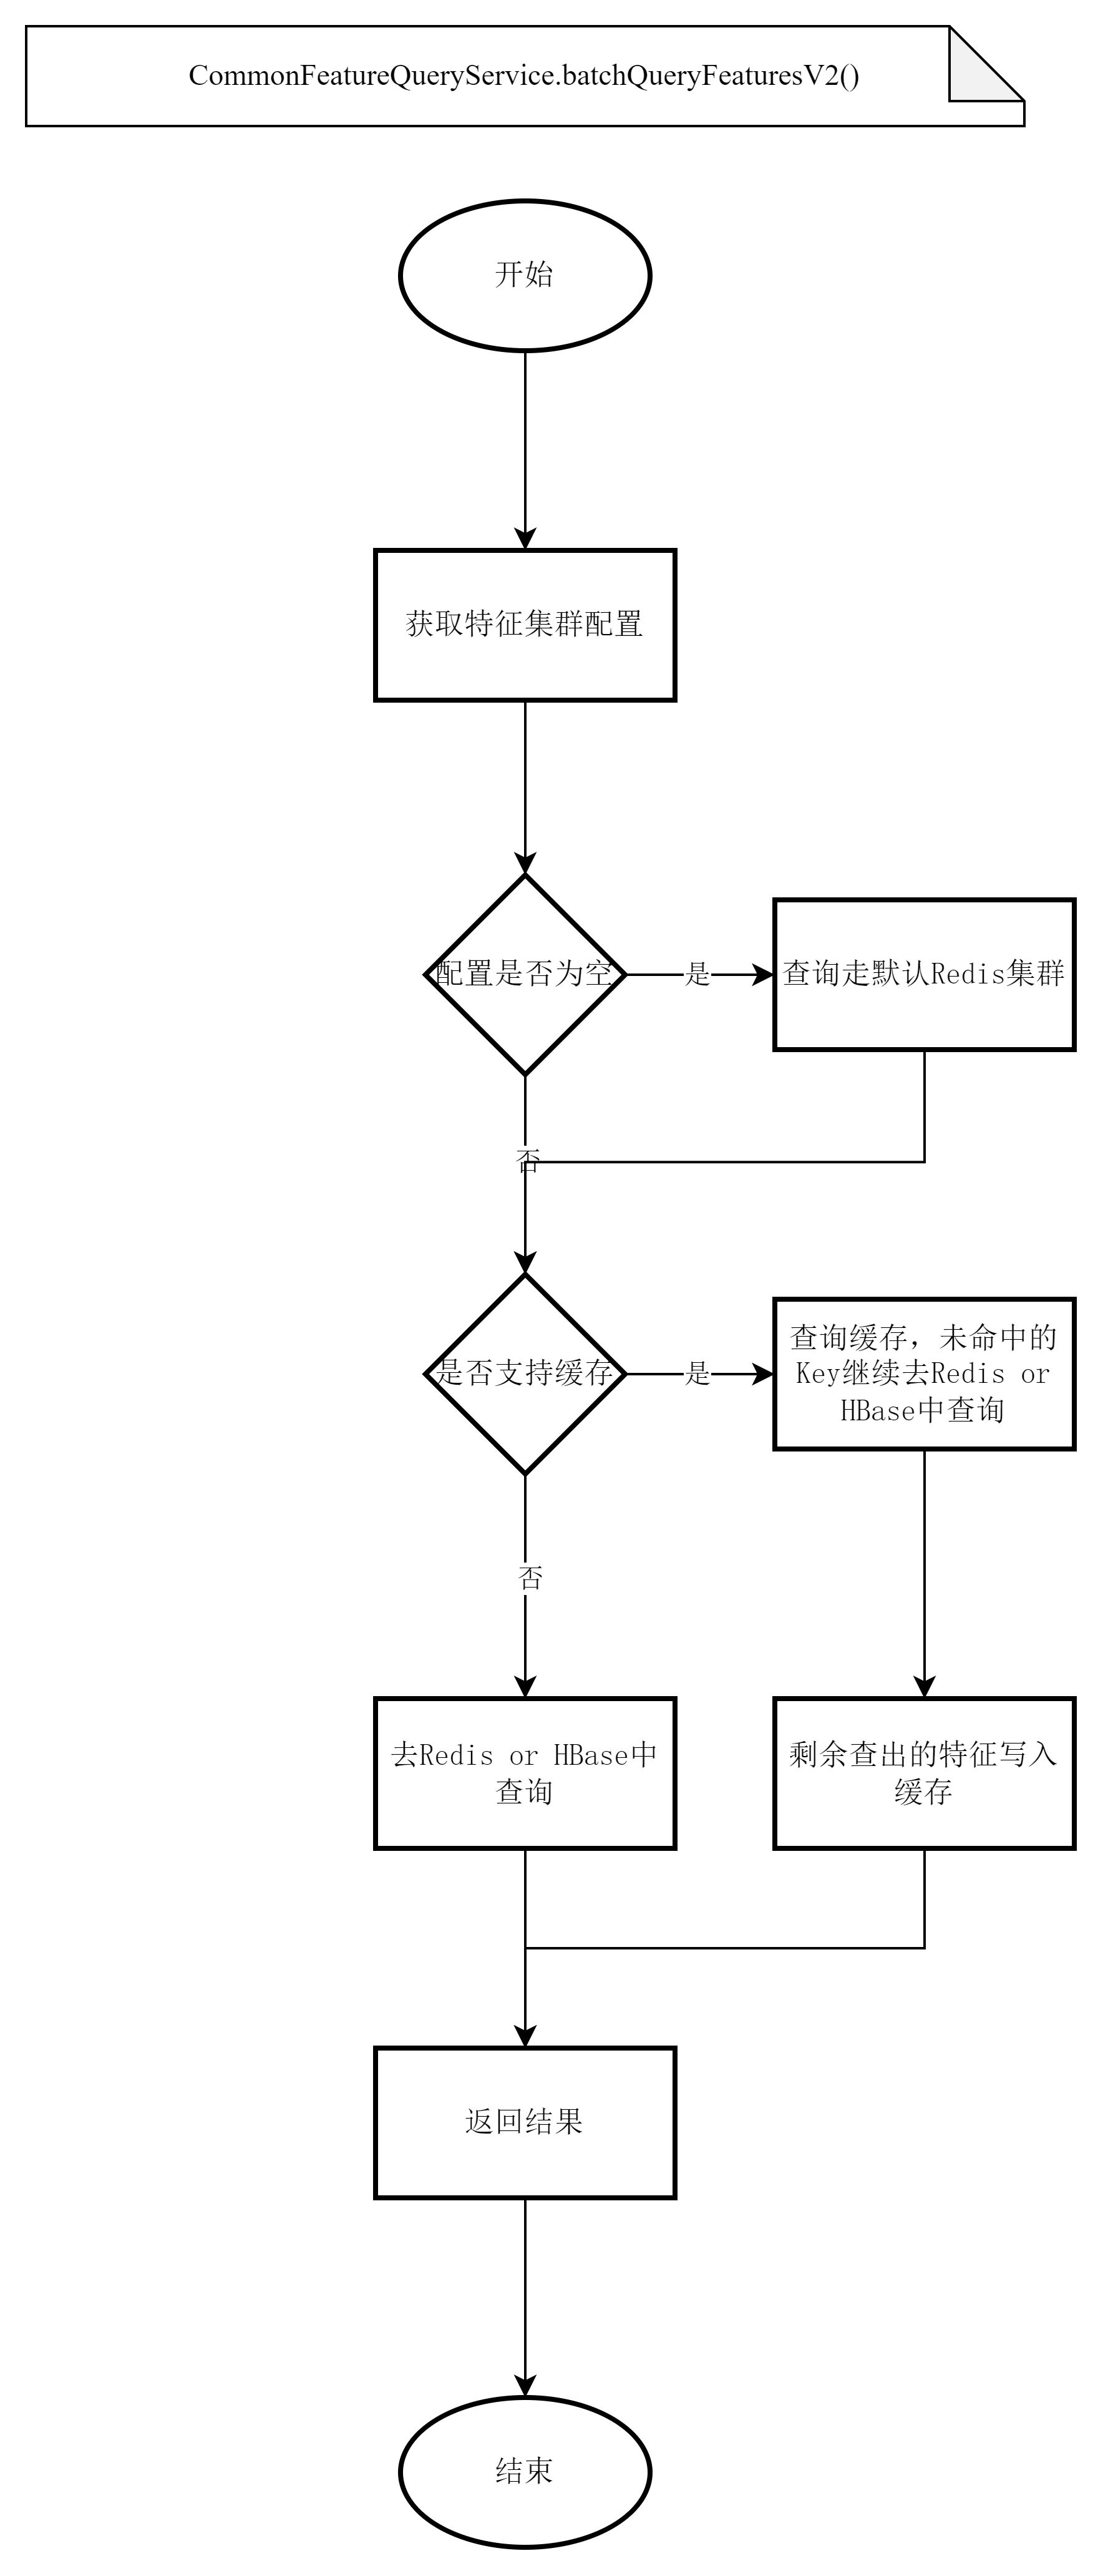 CommonFeatureQueryService.batchQueryFeaturesV2()
开始
获取特征集群配置
配置是否为空
是
查询走默认Redis集群
否
是否支持缓存
是
查询缓存，未命中的
Key继续去Redis or
HBase中查询
否
去Redis or HBase中
查询
剩余查出的特征写入
缓存
返回结果
结束